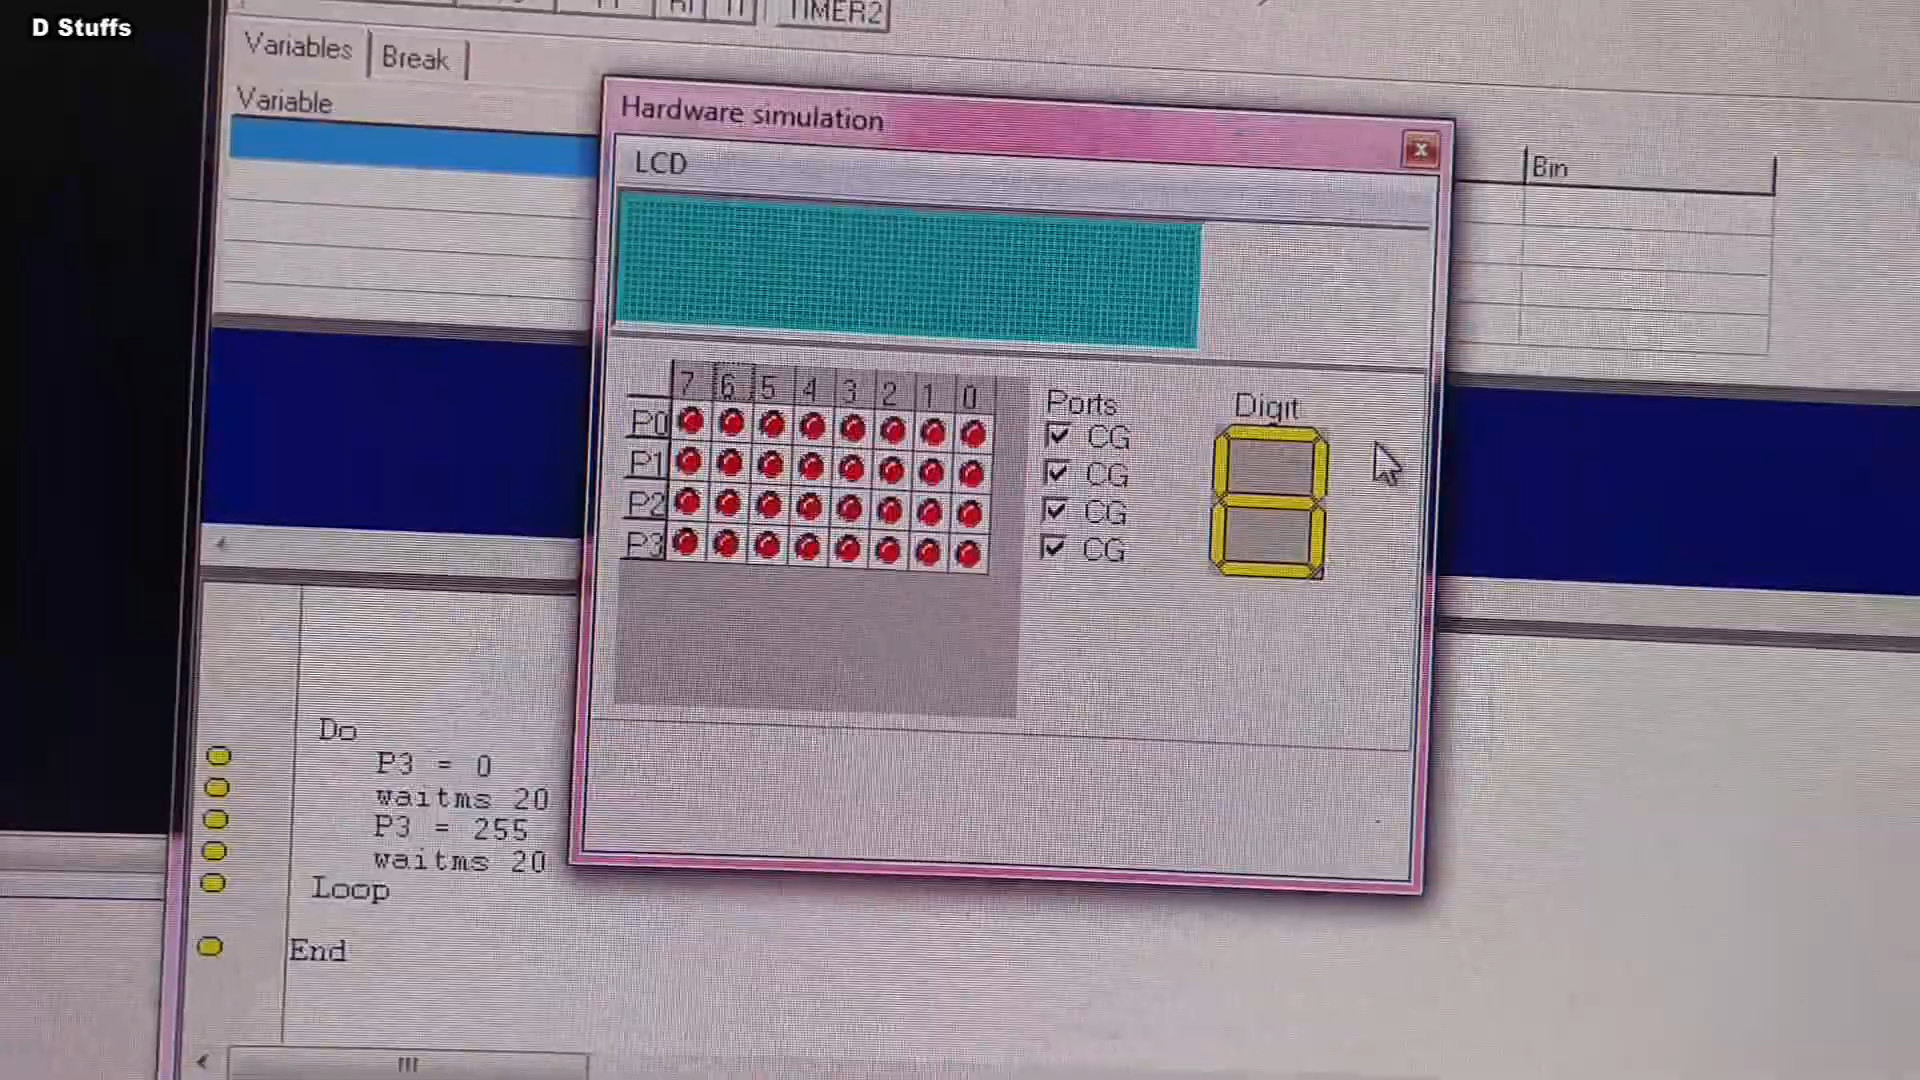 D Stuffs
TIMER2
Variables
Break
Variable
Hardware simulation
x
LCD
Bin
7 6 5 4 3 2 1 0
P0
P1
P2
P3
Ports
CG
CG
CG
CG
Digit
Do
P3 = 0
waitms 20
P3 = 255
waitms 20
Loop
End